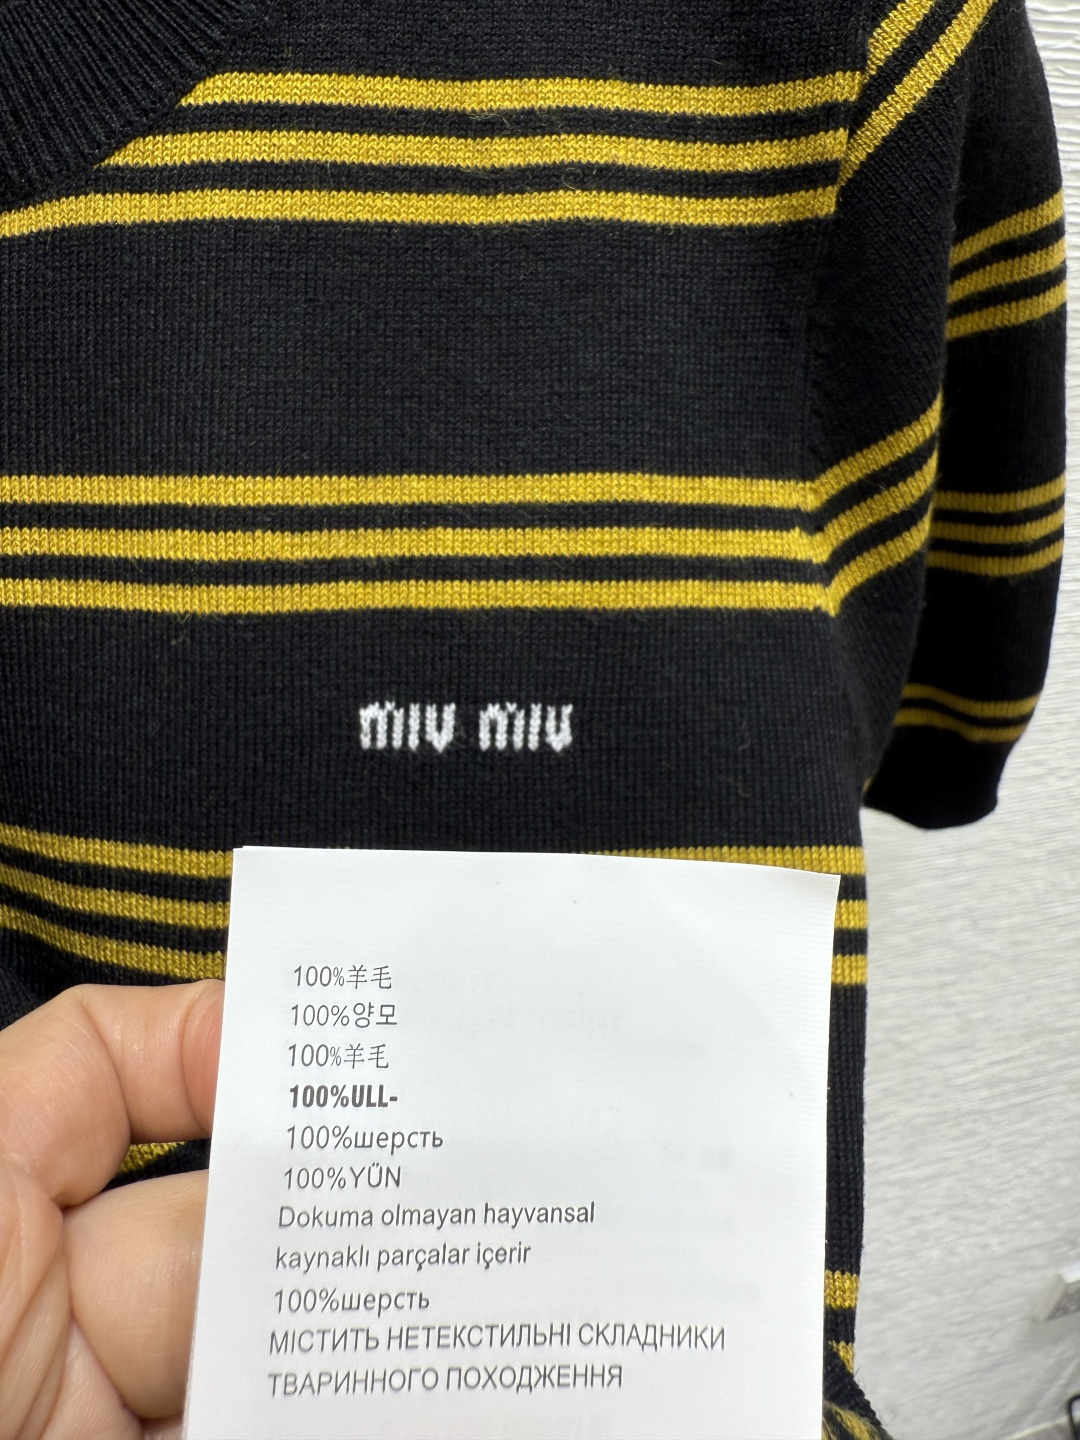 miu miu
100%羊毛
100%양모
100%羊毛
100%ULL-
100%шерсть
100%YÜN
Dokuma olmayan hayvansal
kaynaklı parçalar içerir
100%шерсть
МІСТИТЬ НЕТЕКСТИЛЬНІ СКЛАДНИКИ
ТВАРИННОГО ПОХОДЖЕННЯ